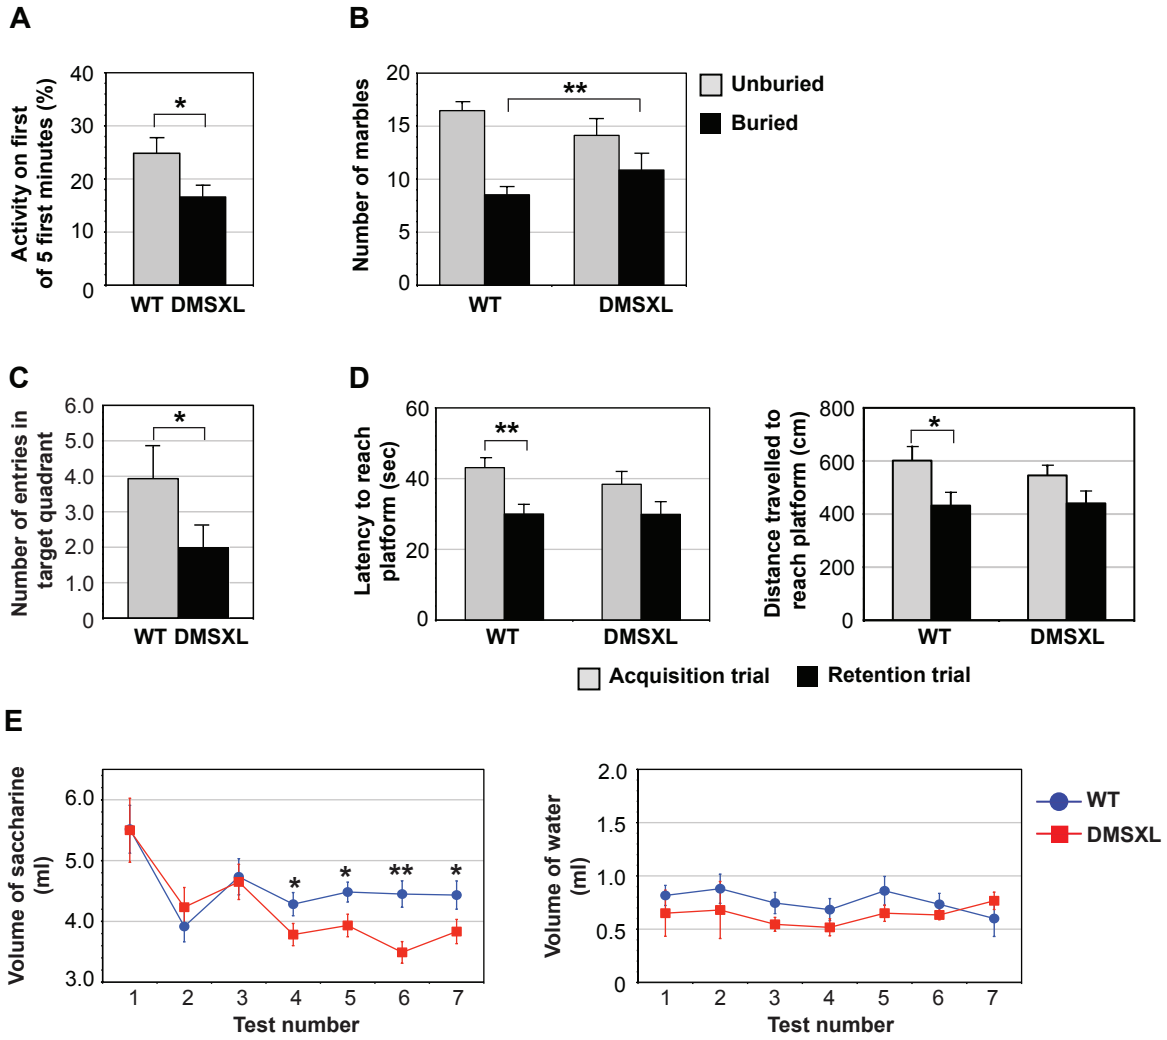 A
Activity on first
of 5 first minutes (%)
40
30
20
10
0
*
WT DMSXL
B
Number of marbles
20
15
10
5
0
**
WT DMSXL
Unburied
Buried
C
Number of entries in
target quadrant
6.0
5.0
4.0
3.0
2.0
1.0
0
*
WT DMSXL
D
Latency to reach
platform (sec)
60
40
20
0
**
WT DMSXL
Distance travelled to
reach platform (cm)
800
600
400
200
0
*
WT DMSXL
Acquisition trial Retention trial
E
Volume of saccharine
(ml)
6.0
5.0
4.0
3.0
* * ** *
1 2 3 4 5 6 7
Test number
Volume of water
(ml)
2.0
1.5
1.0
0.5
0
1 2 3 4 5 6 7
Test number
WT
DMSXL